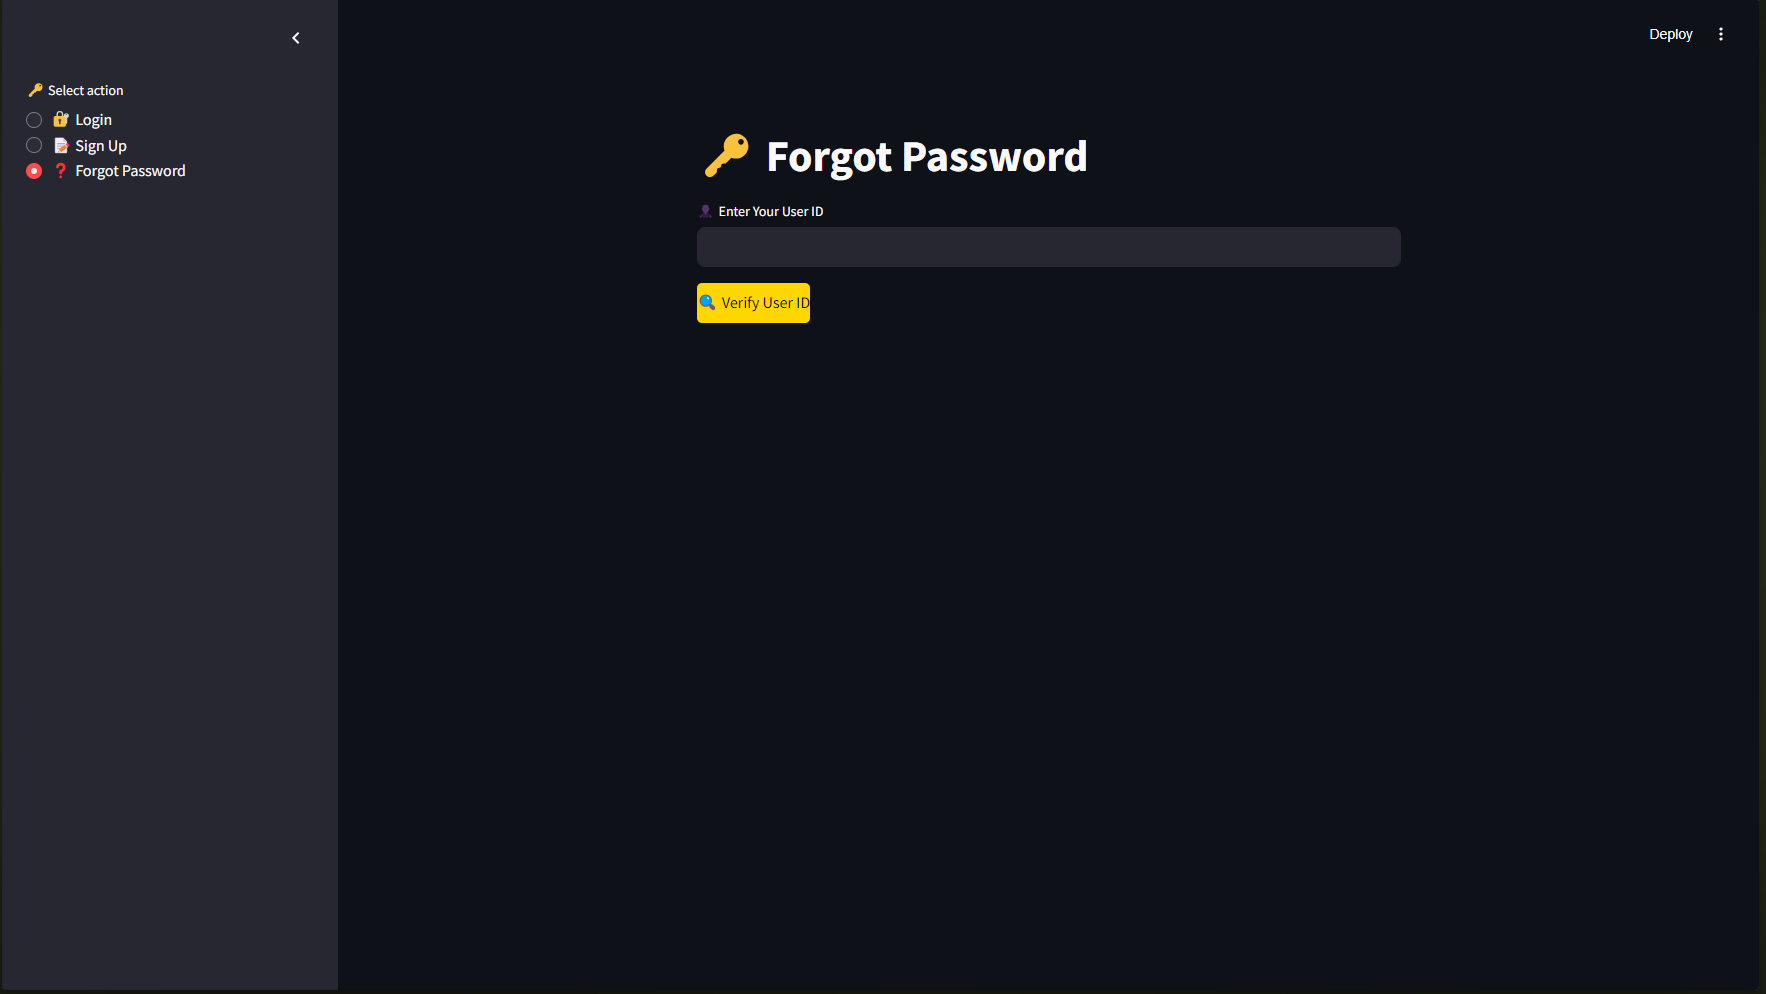 Deploy
🔑 Select action
🔐 Login
📝 Sign Up
❓ Forgot Password
🔑 Forgot Password
👤 Enter Your User ID
🔍 Verify User ID